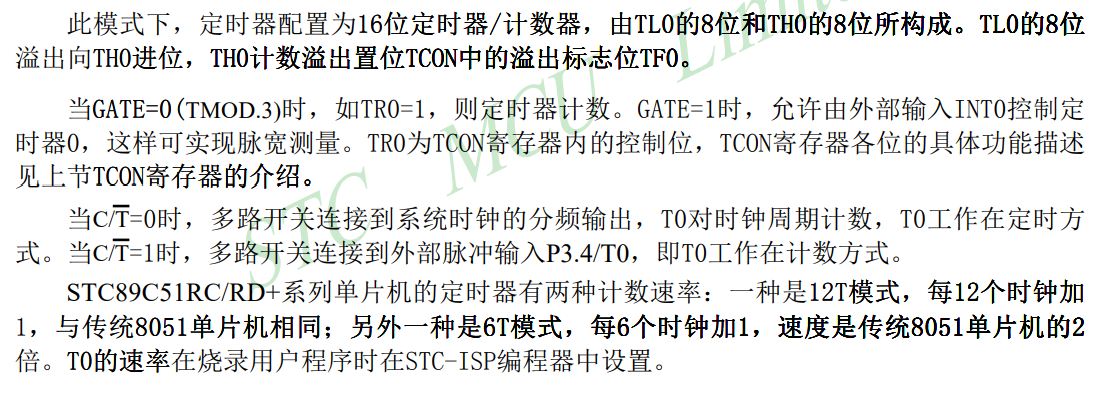 此模式下，定时器配置为16位定时器/计数器，由TL0的8位和TH0的8位所构成。TL0的8位
溢出向TH0进位，TH0计数溢出置位TCON中的溢出标志位TF0。
当GATE=0(TMOD.3)时，如TR0=1，则定时器计数。GATE=1时，允许由外部输入INT0控制定
时器0，这样可实现脉宽测量。TR0为TCON寄存器内的控制位，TCON寄存器各位的具体功能描述
见上节TCON寄存器的介绍。
当C/T̅=0时，多路开关连接到系统时钟的分频输出，T0对时钟周期计数，T0工作在定时方
式。当C/T̅=1时，多路开关连接到外部脉冲输入P3.4/T0，即T0工作在计数方式。
STC89C51RC/RD+系列单片机的定时器有两种计数速率：一种是12T模式，每12个时钟加
1，与传统8051单片机相同；另外一种是6T模式，每6个时钟加1，速度是传统8051单片机的2
倍。T0的速率在烧录用户程序时在STC-ISP编程器中设置。
STC MCU